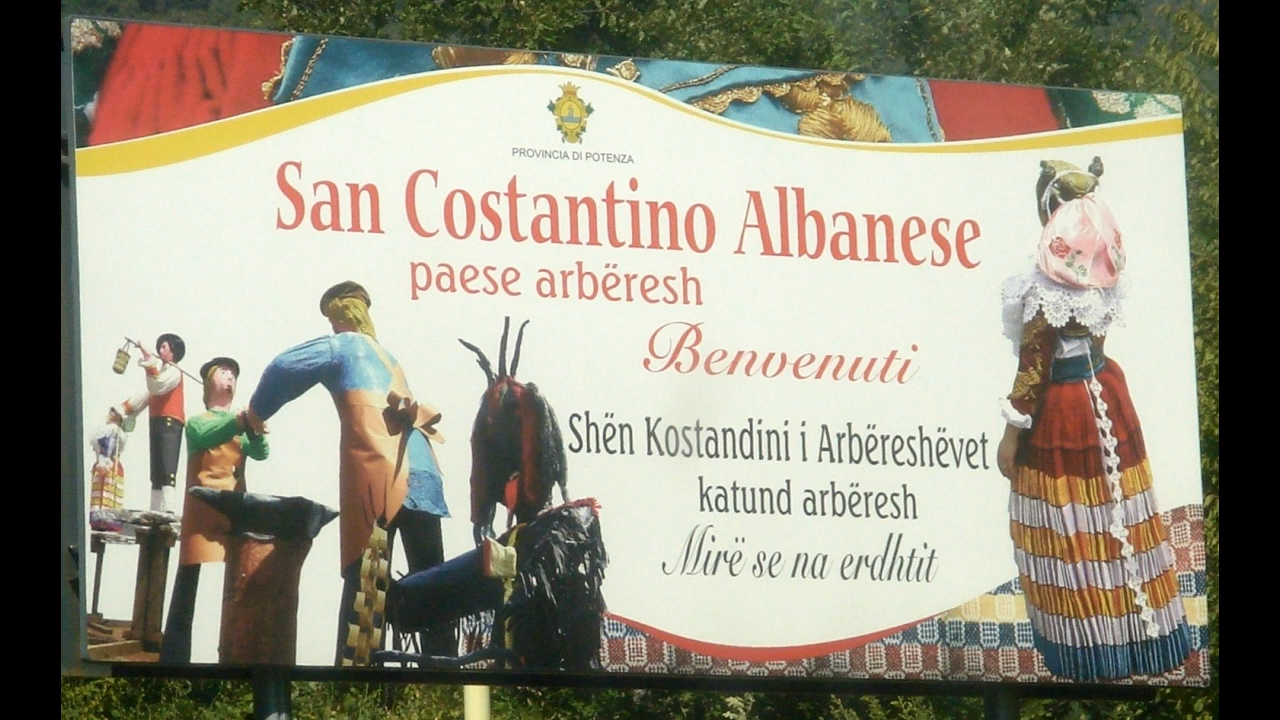 PROVINCIA DI POTENZA
San Costantino Albanese
paese arbëresh
Benvenuti
Shën Kostandini i Arbëreshëvet
katund arbëresh
Mirë se na erdhtit